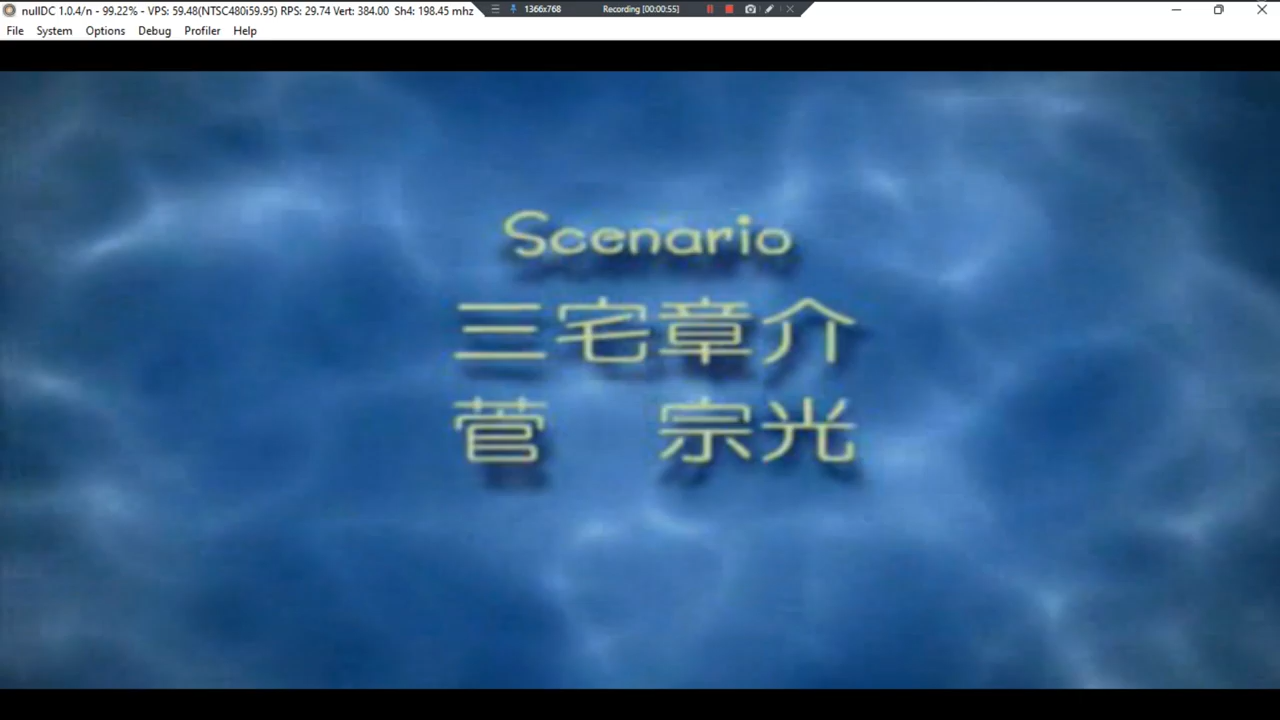 nullDC 1.0.4/n - 99.22% - VPS: 59.48(NTSC480i59.95) RPS: 29.74 Vert: 384.00 Sh4: 198.45 mhz
1366x768
Recording [00:00:55]
File System Options Debug Profiler Help
Scenario
三宅章介
菅　宗光